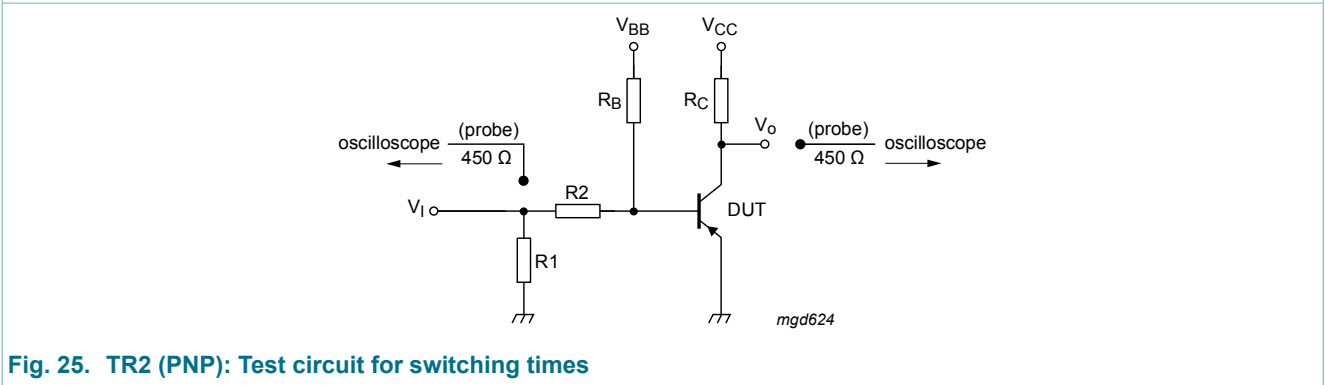 VBB
VCC
RB
RC
Vo
oscilloscope
(probe)
450 Ω
(probe)
450 Ω
oscilloscope
R2
VI
DUT
R1
mgd624
Fig. 25. TR2 (PNP): Test circuit for switching times